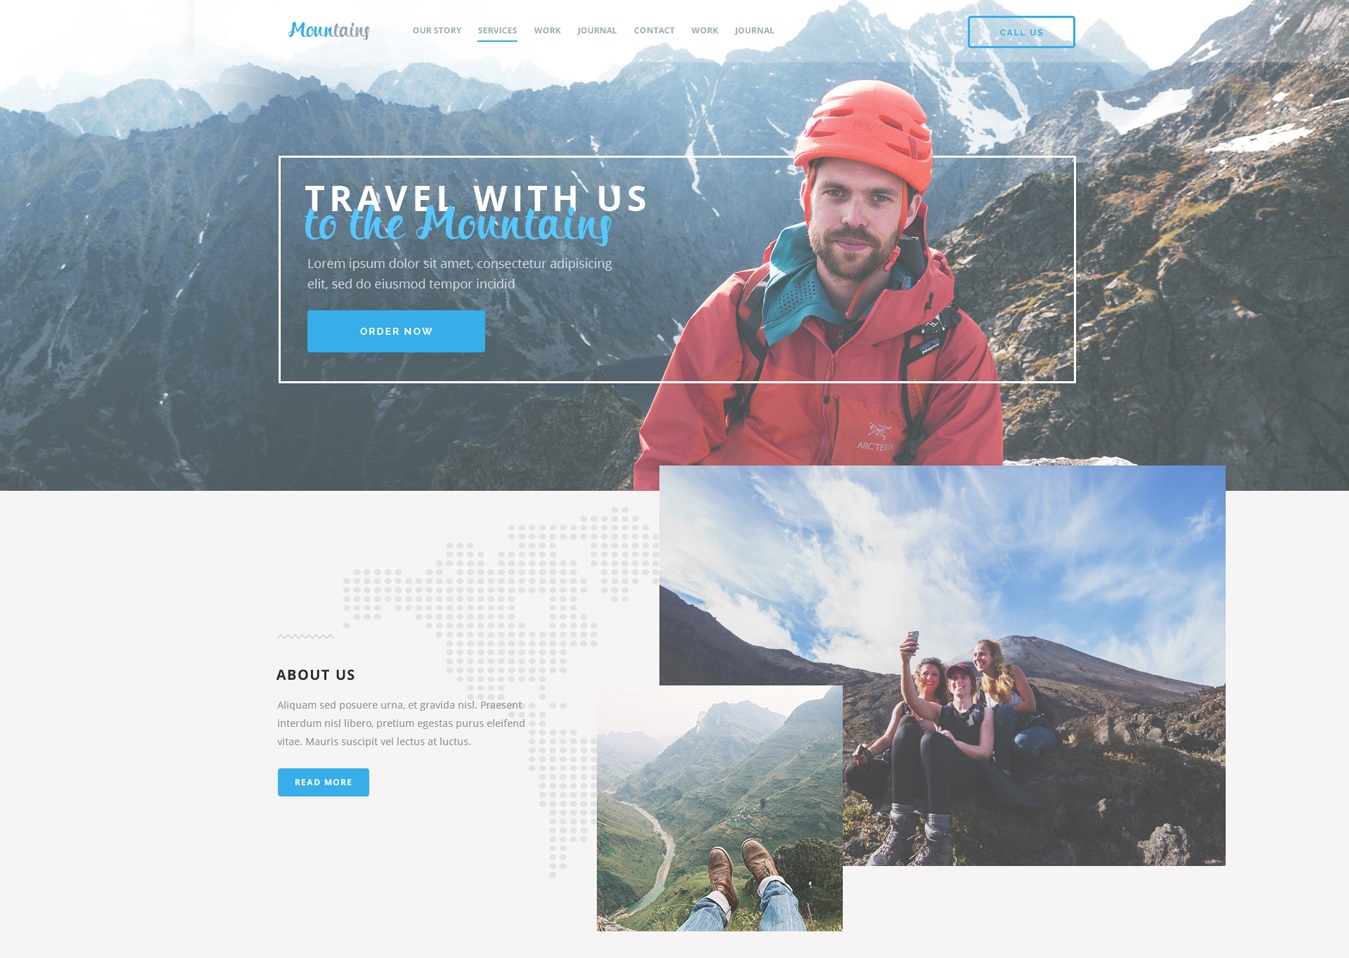 Mountains
OUR STORY SERVICES WORK JOURNAL CONTACT WORK JOURNAL
CALL US
TRAVEL WITH US
to the Mountains
Lorem ipsum dolor sit amet, consectetur adipisicing
elit, sed do eiusmod tempor incidid
ORDER NOW
ARC'TERYX
ABOUT US
Aliquam sed posuere urna, et gravida nisl. Praesent
interdum nisl libero, pretium egestas purus eleifend
vitae. Mauris suscipit vel lectus at luctus.
READ MORE